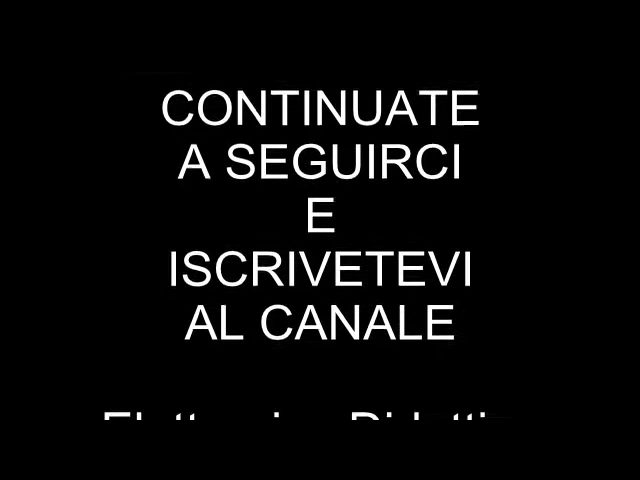 CONTINUATE
A SEGUIRCI
E
ISCRIVETEVI
AL CANALE